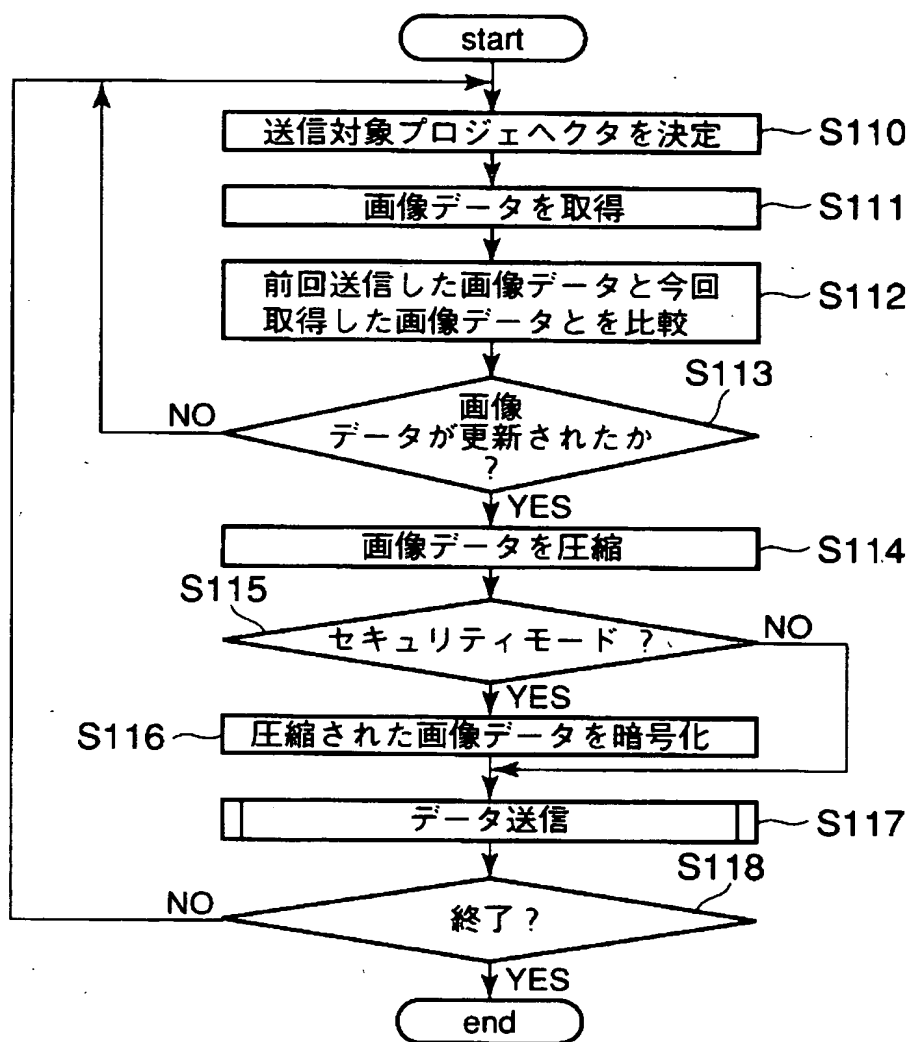 start
送信対象プロジェヘクタを決定
S110
画像データを取得
S111
前回送信した画像データと今回
取得した画像データとを比較
S112
S113
画像
データが更新されたか
?
NO
YES
画像データを圧縮
S114
S115
セキュリティモード ?
NO
YES
S116
圧縮された画像データを暗号化
データ送信
S117
S118
NO
終了?
YES
end